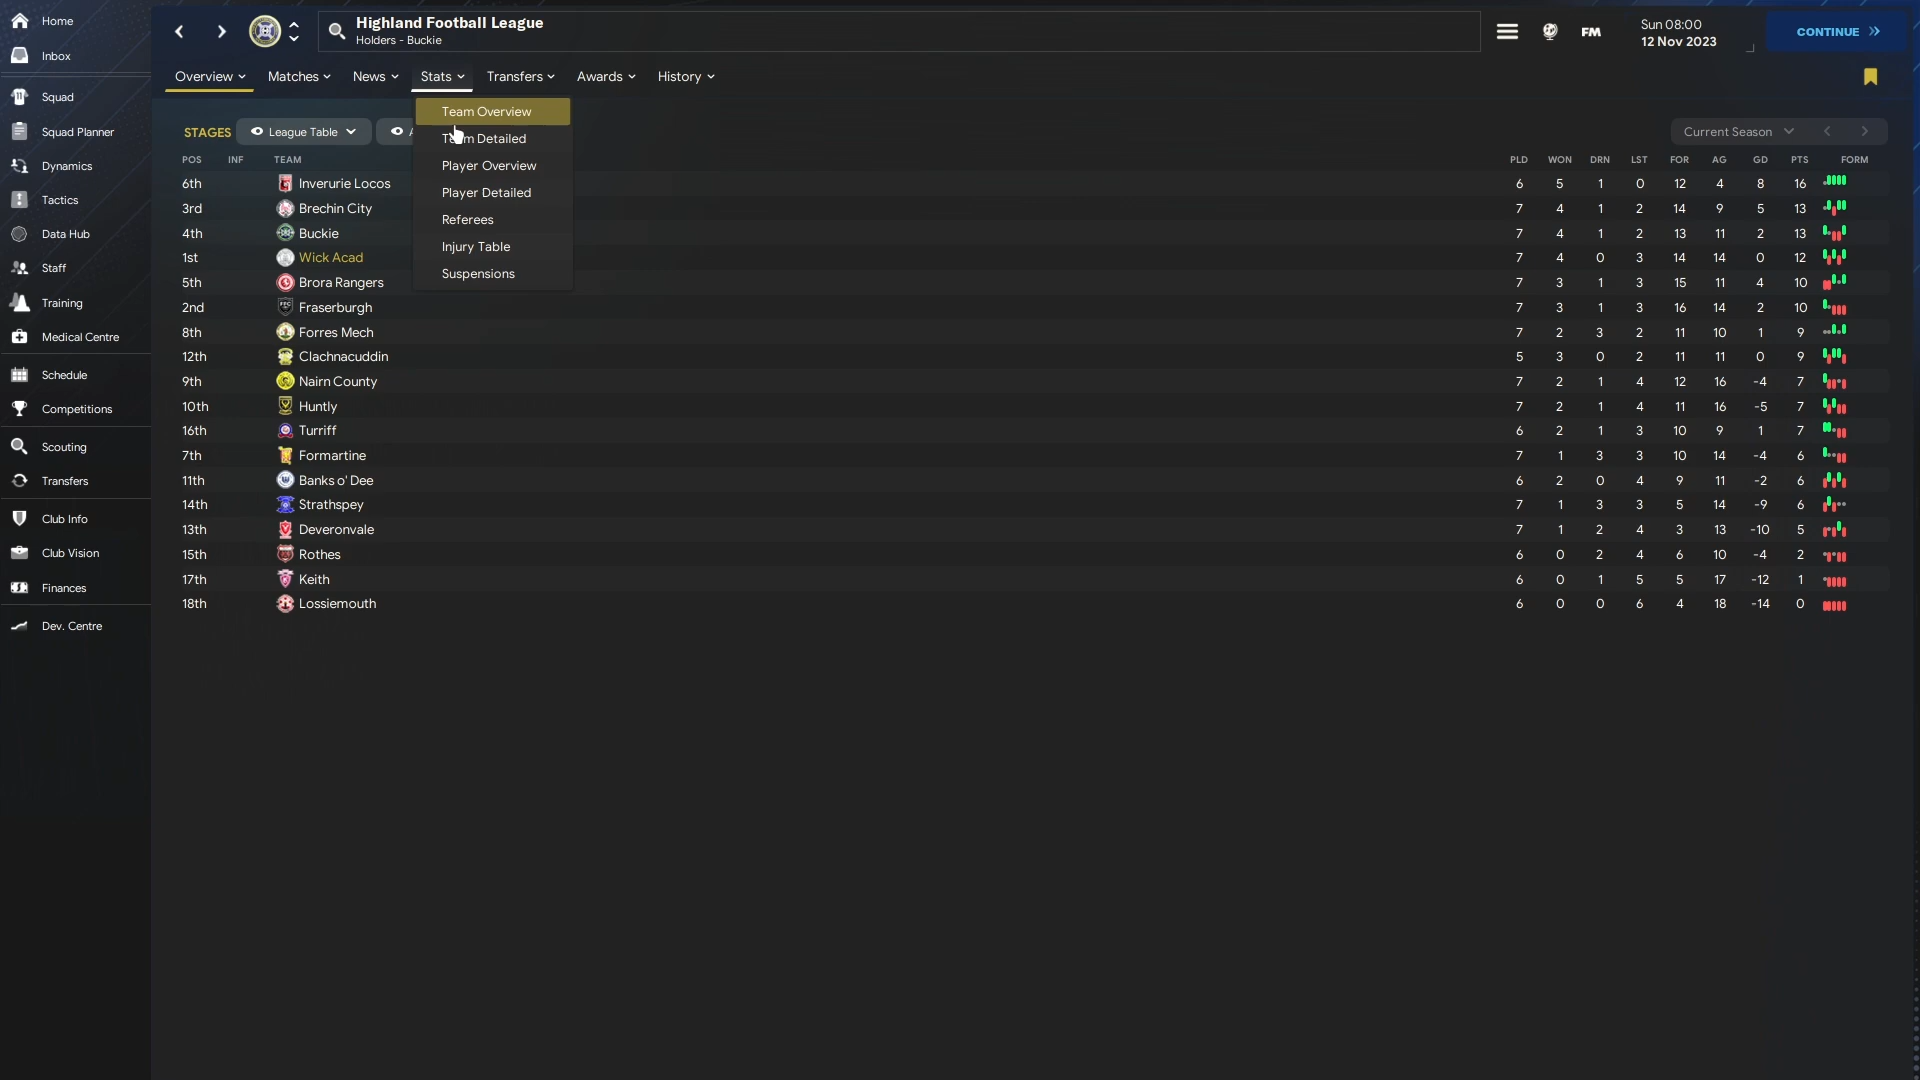 Home
Inbox
Squad
Squad Planner
Dynamics
Tactics
Data Hub
Staff
Training
Medical Centre
Schedule
Competitions
Scouting
Transfers
Club Info
Club Vision
Finances
Dev. Centre
Highland Football League
Holders - Buckie
FM
Sun 08:00
12 Nov 2023
CONTINUE
Overview Matches News Stats Transfers Awards History
Team Overview
Detailed
Player Overview
Player Detailed
Referees
Injury Table
Suspensions
STAGES League Table
Current Season
POS INF TEAM PLD WON DRN LST FOR AG GD PTS FORM
6th Inverurie Locos 6 5 1 0 12 4 8 16
3rd Brechin City 7 4 1 2 14 9 5 13
4th Buckie 7 4 1 2 13 11 2 13
1st Wick Acad 7 4 0 3 14 14 0 12
5th Brora Rangers 7 3 1 3 15 11 4 10
2nd Fraserburgh 7 3 1 3 16 14 2 10
8th Forres Mech 7 2 3 2 11 10 1 9
12th Clachnacuddin 5 3 0 2 11 11 0 9
9th Nairn County 7 2 1 4 12 16 -4 7
10th Huntly 7 2 1 4 11 16 -5 7
16th Turriff 6 2 1 3 10 9 1 7
7th Formartine 7 1 3 3 10 14 -4 6
11th Banks o' Dee 6 2 0 4 9 11 -2 6
14th Strathspey 7 1 3 3 5 14 -9 6
13th Deveronvale 7 1 2 4 3 13 -10 5
15th Rothes 6 0 2 4 6 10 -4 2
17th Keith 6 0 1 5 5 17 -12 1
18th Lossiemouth 6 0 0 6 4 18 -14 0